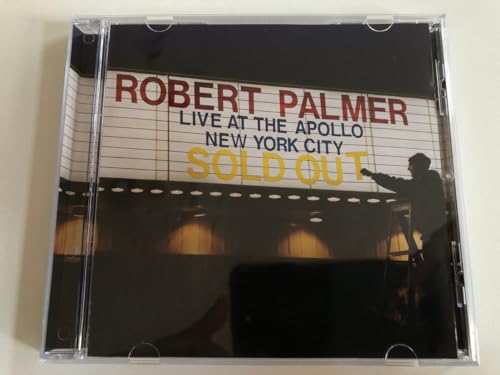 ROBERT PALMER
LIVE AT THE APOLLO
NEW YORK CITY
SOLD OUT